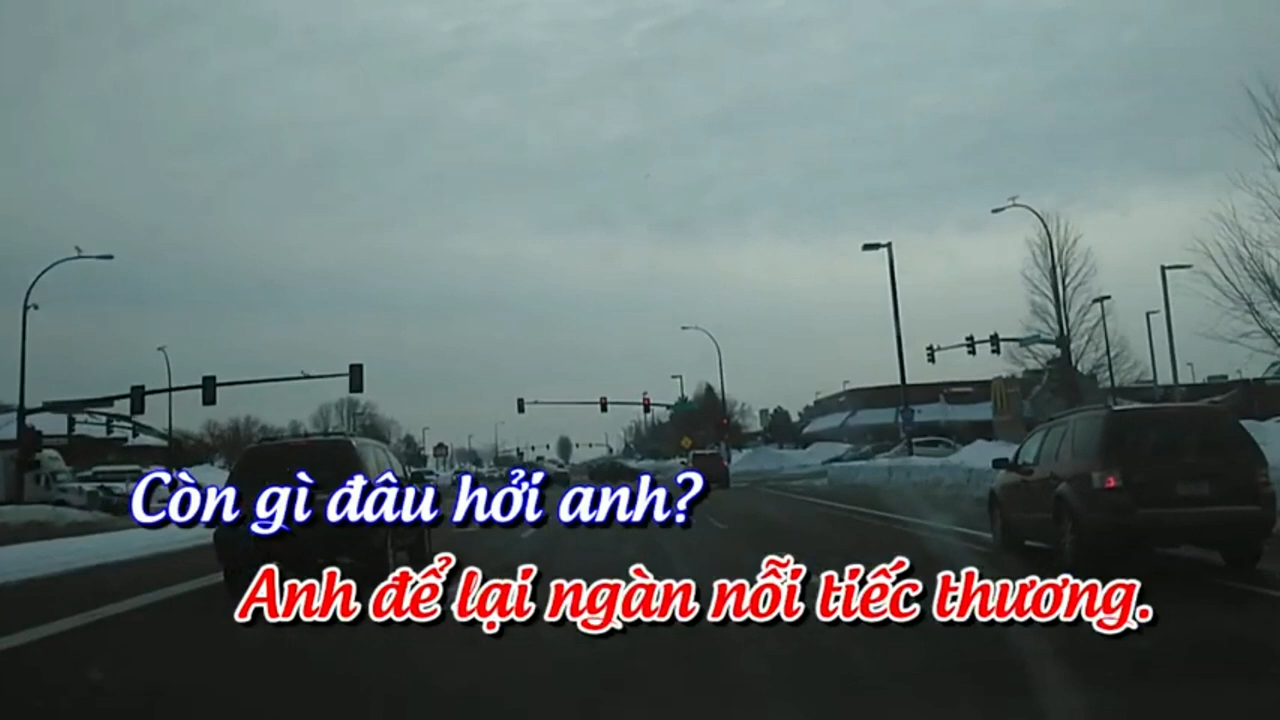 Còn gì đâu hởi anh?
Anh để lại ngàn nỗi tiếc thương.